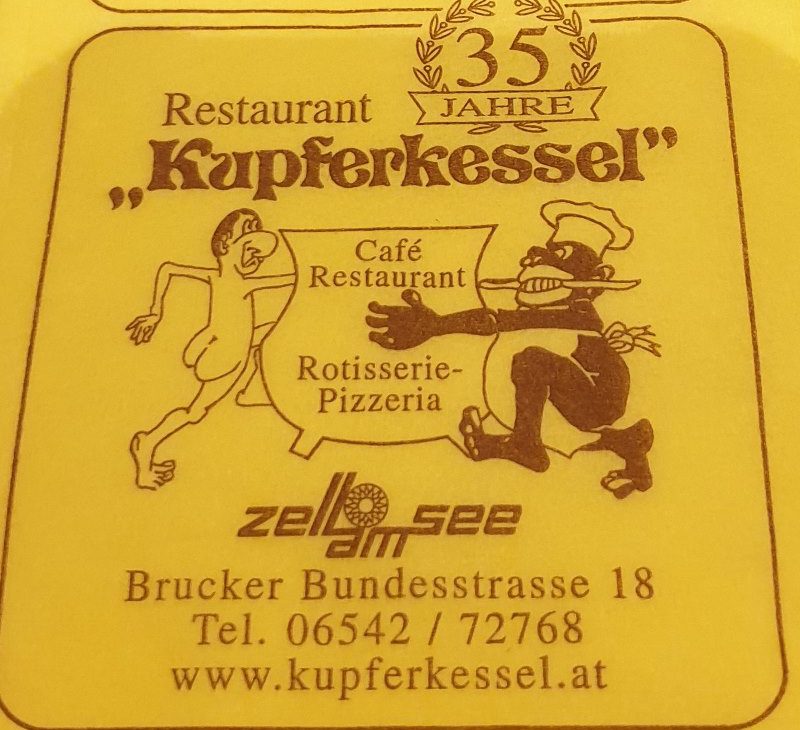 35
JAHRE
Restaurant
„Kupferkessel”
Café
Restaurant
Rotisserie-
Pizzeria
zell am see
Brucker Bundesstrasse 18
Tel. 06542 / 72768
www.kupferkessel.at